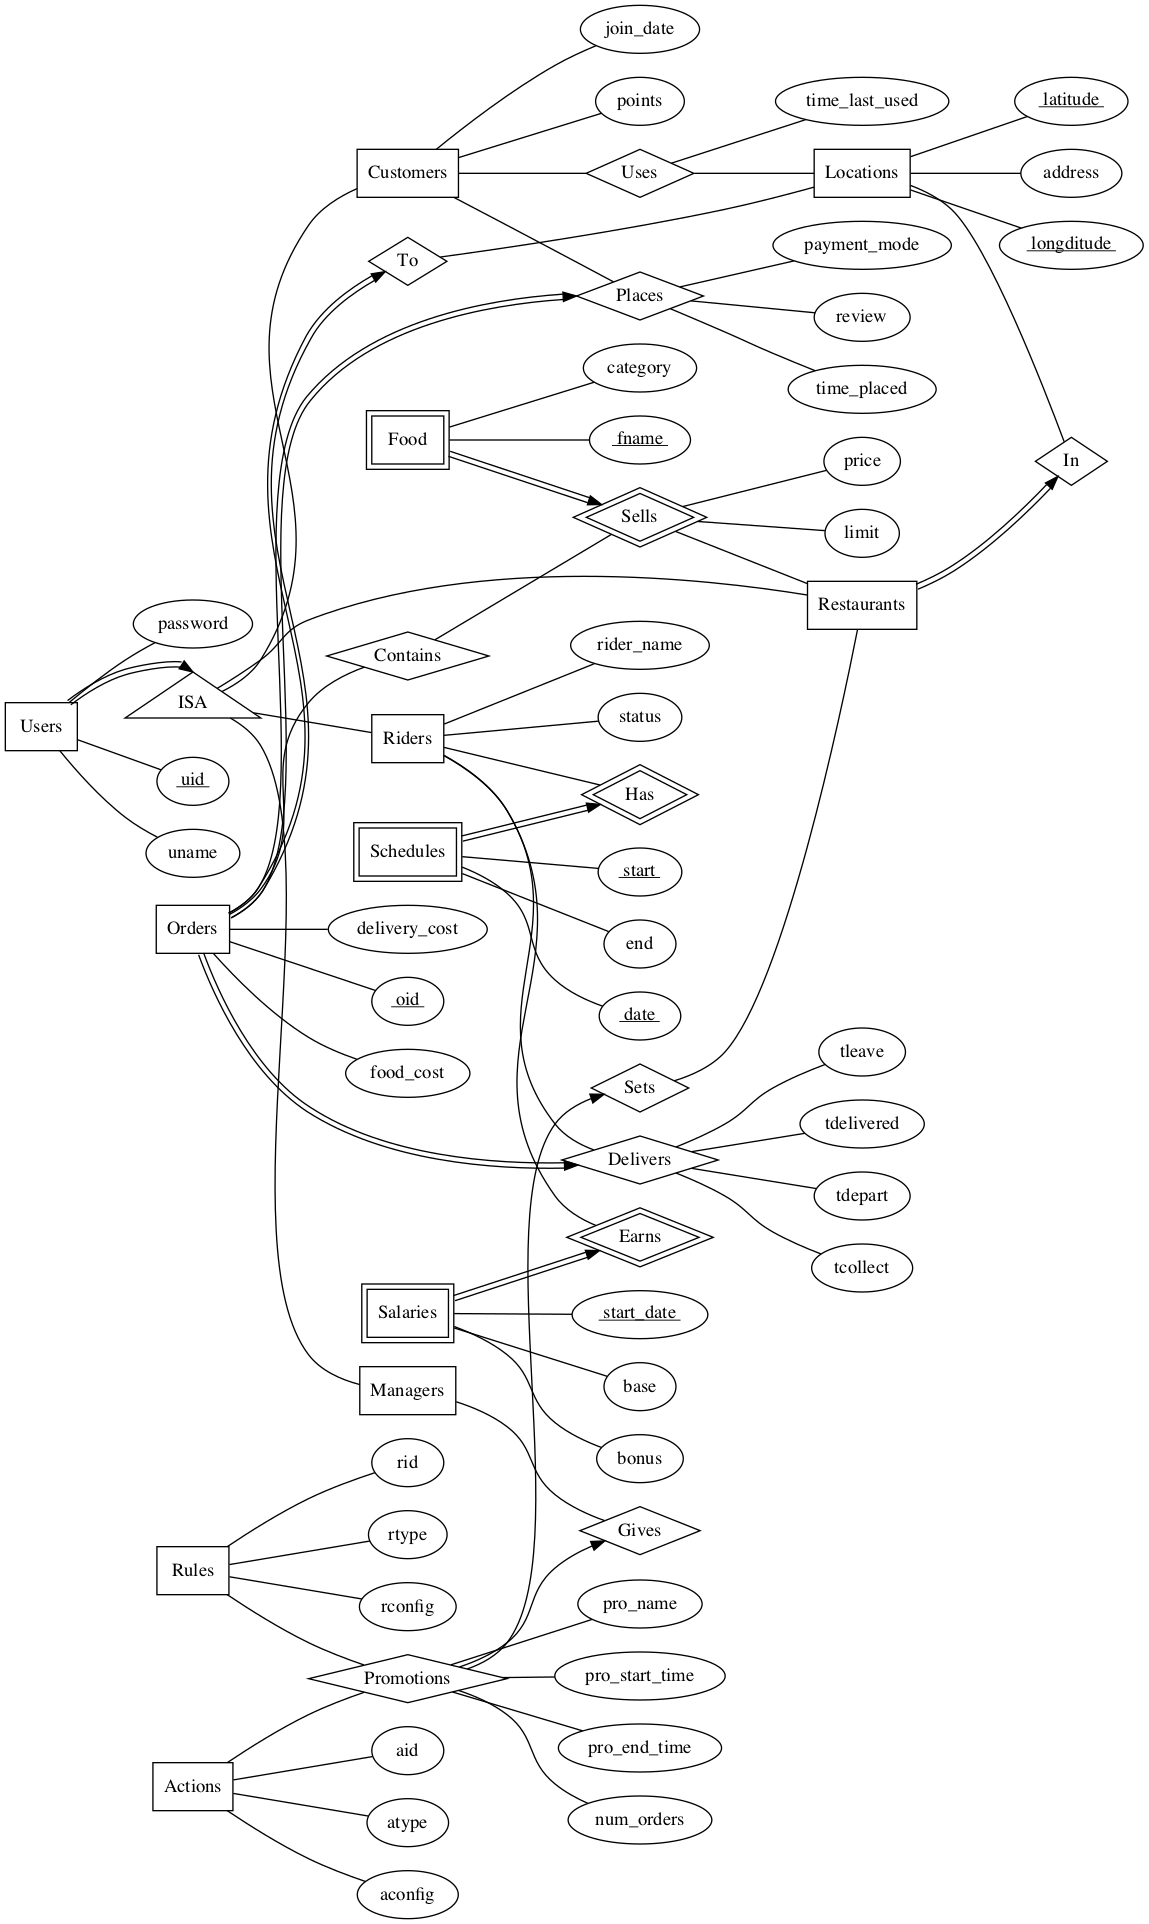 join_date
points
time_last_used
latitude
Customers
Uses
Locations
address
To
payment_mode
longditude
Places
review
category
time_placed
Food
fname
price
In
Sells
limit
Restaurants
password
Contains
rider_name
ISA
status
Users
Riders
uid
Has
uname
Schedules
start
Orders
delivery_cost
end
oid
date
food_cost
tleave
Sets
tdelivered
Delivers
tdepart
Earns
tcollect
Salaries
start_date
Managers
base
rid
bonus
rtype
Gives
Rules
rconfig
pro_name
Promotions
pro_start_time
aid
pro_end_time
Actions
atype
num_orders
aconfig